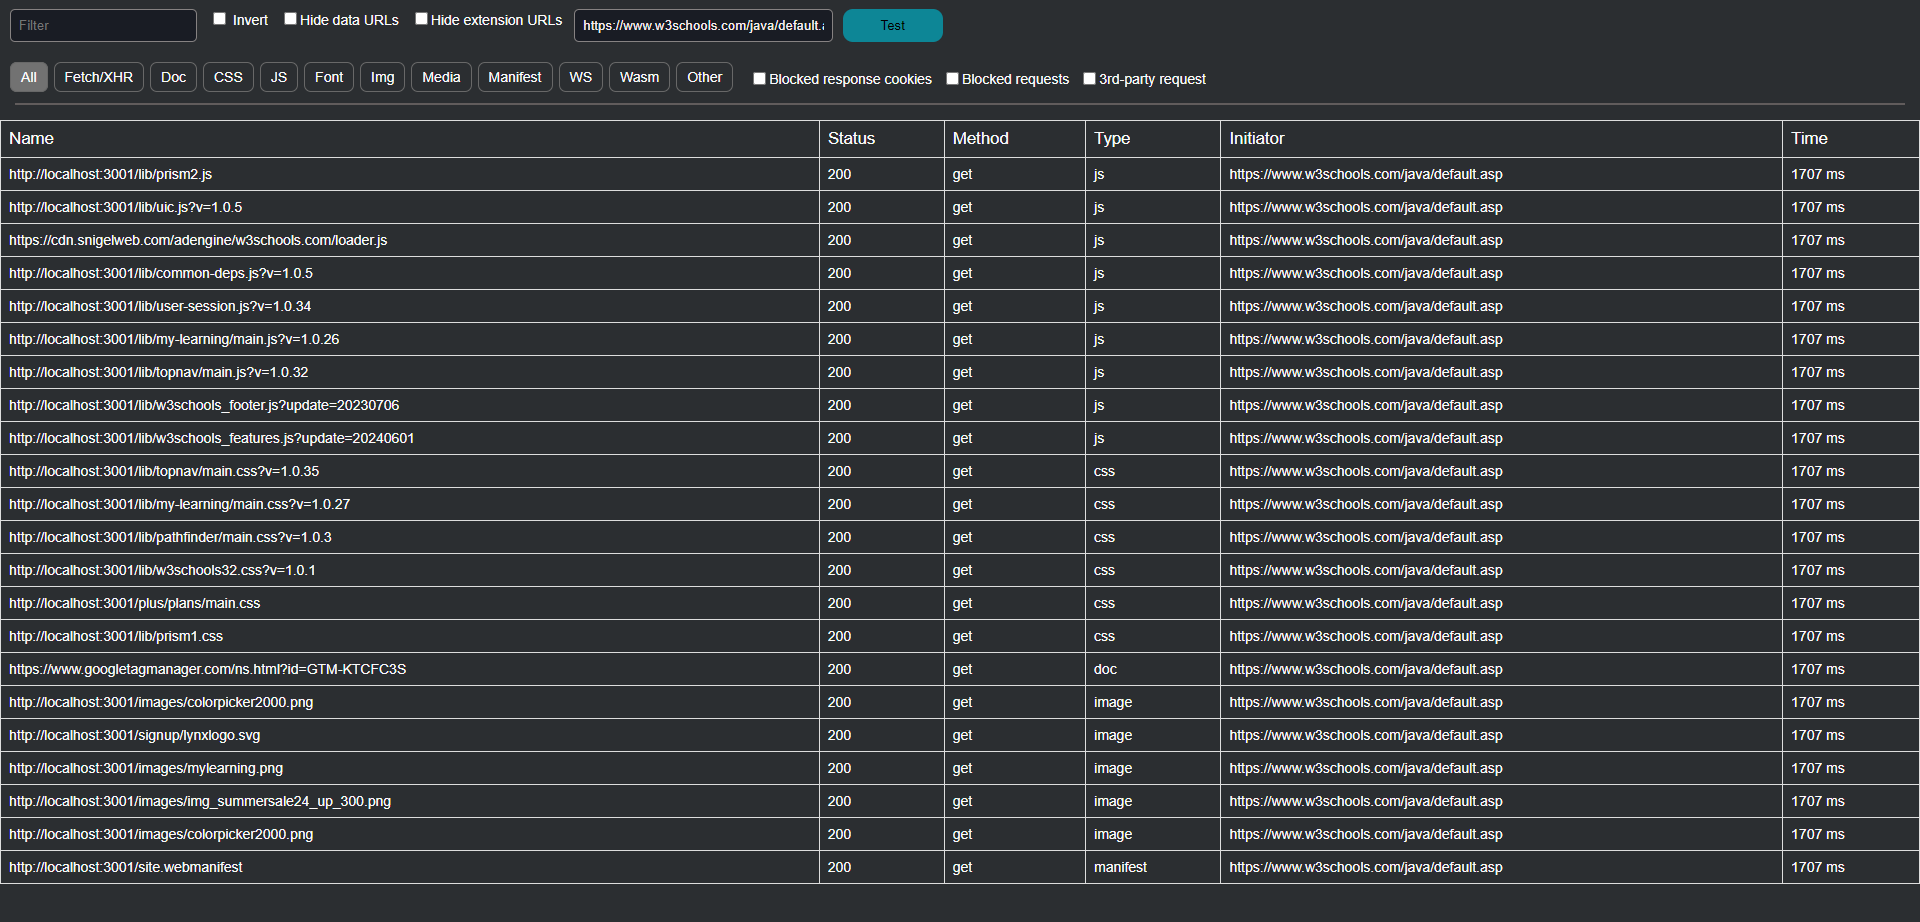 Filter Invert Hide data URLs Hide extension URLs https://www.w3schools.com/java/default. Test
All Fetch/XHR Doc CSS JS Font Img Media Manifest WS Wasm Other Blocked response cookies Blocked requests 3rd-party request
Name Status Method Type Initiator Time
http://localhost:3001/lib/prism2.js 200 get js https://www.w3schools.com/java/default.asp 1707 ms
http://localhost:3001/lib/uic.js?v=1.0.5 200 get js https://www.w3schools.com/java/default.asp 1707 ms
https://cdn.snigelweb.com/adengine/w3schools.com/loader.js 200 get js https://www.w3schools.com/java/default.asp 1707 ms
http://localhost:3001/lib/common-deps.js?v=1.0.5 200 get js https://www.w3schools.com/java/default.asp 1707 ms
http://localhost:3001/lib/user-session.js?v=1.0.34 200 get js https://www.w3schools.com/java/default.asp 1707 ms
http://localhost:3001/lib/my-learning/main.js?v=1.0.26 200 get js https://www.w3schools.com/java/default.asp 1707 ms
http://localhost:3001/lib/topnav/main.js?v=1.0.32 200 get js https://www.w3schools.com/java/default.asp 1707 ms
http://localhost:3001/lib/w3schools_footer.js?update=20230706 200 get js https://www.w3schools.com/java/default.asp 1707 ms
http://localhost:3001/lib/w3schools_features.js?update=20240601 200 get js https://www.w3schools.com/java/default.asp 1707 ms
http://localhost:3001/lib/topnav/main.css?v=1.0.35 200 get css https://www.w3schools.com/java/default.asp 1707 ms
http://localhost:3001/lib/my-learning/main.css?v=1.0.27 200 get css https://www.w3schools.com/java/default.asp 1707 ms
http://localhost:3001/lib/pathfinder/main.css?v=1.0.3 200 get css https://www.w3schools.com/java/default.asp 1707 ms
http://localhost:3001/lib/w3schools32.css?v=1.0.1 200 get css https://www.w3schools.com/java/default.asp 1707 ms
http://localhost:3001/plus/plans/main.css 200 get css https://www.w3schools.com/java/default.asp 1707 ms
http://localhost:3001/lib/prism1.css 200 get css https://www.w3schools.com/java/default.asp 1707 ms
https://www.googletagmanager.com/ns.html?id=GTM-KTCFC3S 200 get doc https://www.w3schools.com/java/default.asp 1707 ms
http://localhost:3001/images/colorpicker2000.png 200 get image https://www.w3schools.com/java/default.asp 1707 ms
http://localhost:3001/signup/lynxlogo.svg 200 get image https://www.w3schools.com/java/default.asp 1707 ms
http://localhost:3001/images/mylearning.png 200 get image https://www.w3schools.com/java/default.asp 1707 ms
http://localhost:3001/images/img_summersale24_up_300.png 200 get image https://www.w3schools.com/java/default.asp 1707 ms
http://localhost:3001/images/colorpicker2000.png 200 get image https://www.w3schools.com/java/default.asp 1707 ms
http://localhost:3001/site.webmanifest 200 get manifest https://www.w3schools.com/java/default.asp 1707 ms